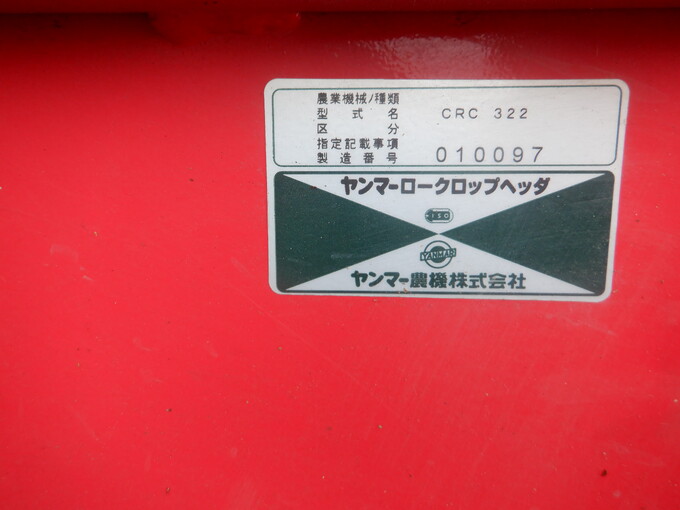 農業機械ノ種類
型式名 CRC 322
区分
指定記載事項
製造番号 010097
ヤンマーロークロップヘッダ
ISO
YANMAR
ヤンマー農機株式会社